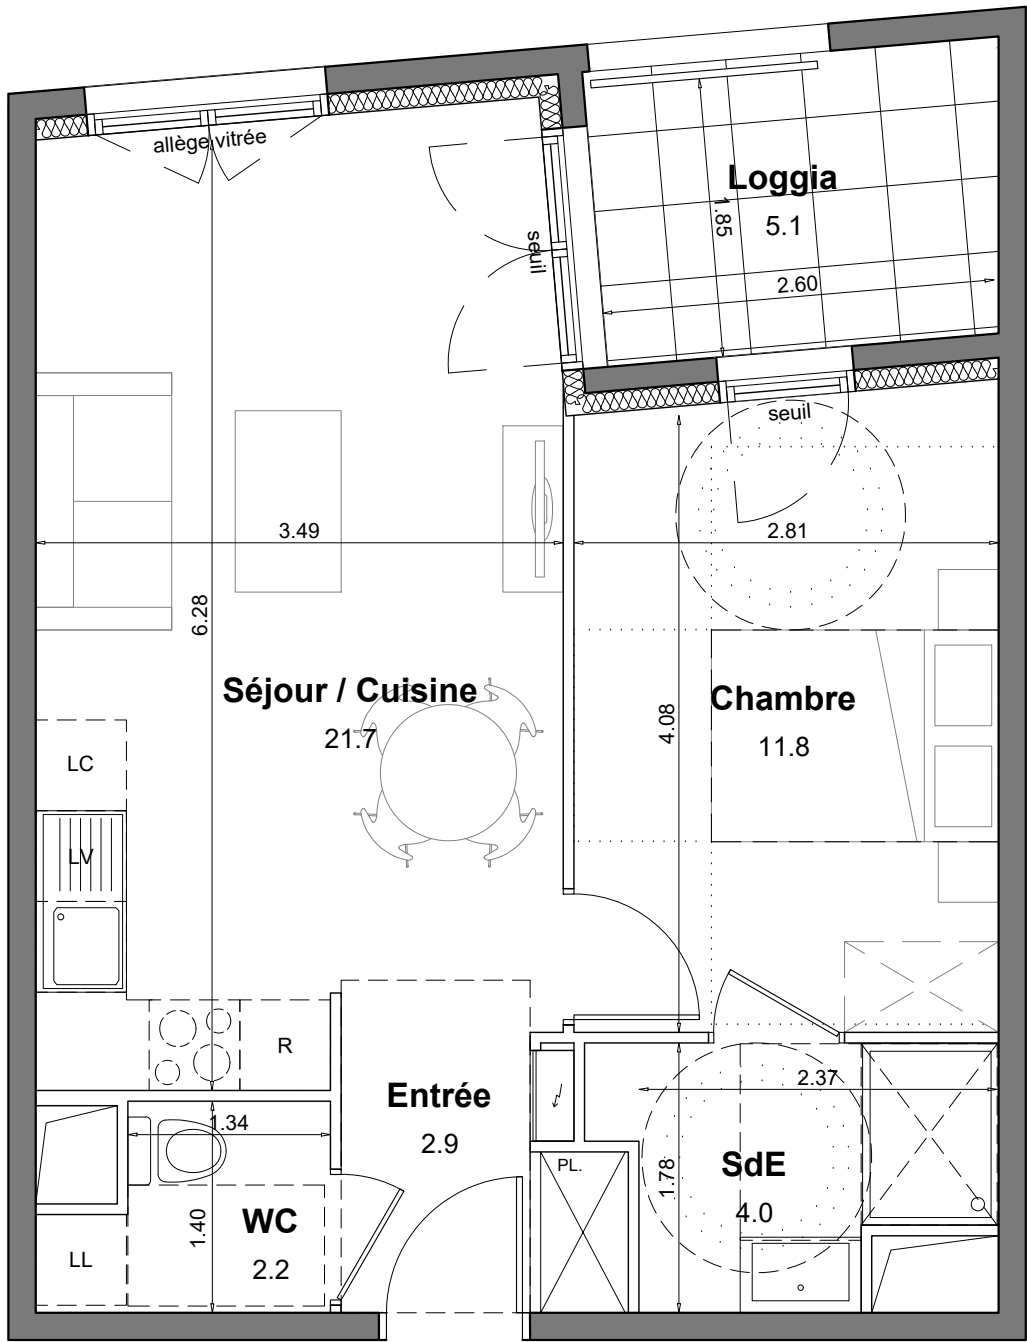 allège vitrée
Loggia
5.1
1.85
seuil
2.60
seuil
3.49
2.81
6.28
Séjour / Cuisine
21.7
Chambre
11.8
4.08
LC
LV
R
Entrée
2.9
2.37
1.34
PL.
1.78
SdE
4.0
1.40
WC
2.2
LL